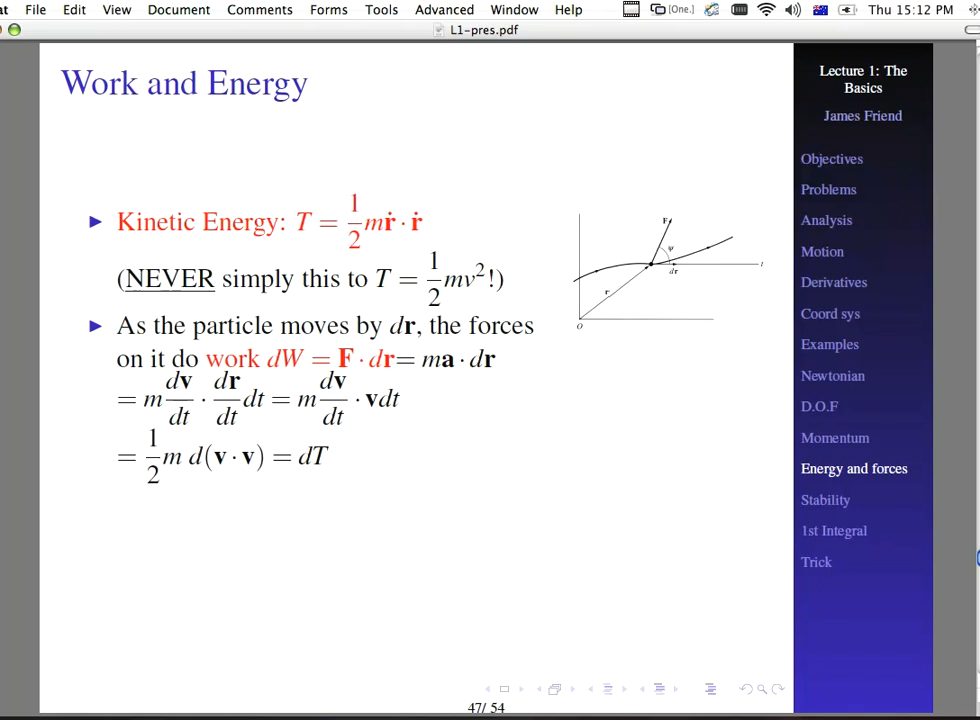 at File Edit View Document Comments Forms Tools Advanced Window Help [One.] Thu 15:12 PM
L1-pres.pdf
Work and Energy
Kinetic Energy: T = 1/2 mṙ · ṙ
(NEVER simply this to T = 1/2 mv²!)
As the particle moves by dr, the forces
on it do work dW = F · dr= ma · dr
= m dv/dt · dr/dt dt = m dv/dt · vdt
= 1/2 m d(v · v) = dT
F
ψ
t
dr
r
O
Lecture 1: The
Basics
James Friend
Objectives
Problems
Analysis
Motion
Derivatives
Coord sys
Examples
Newtonian
D.O.F
Momentum
Energy and forces
Stability
1st Integral
Trick
47/ 54